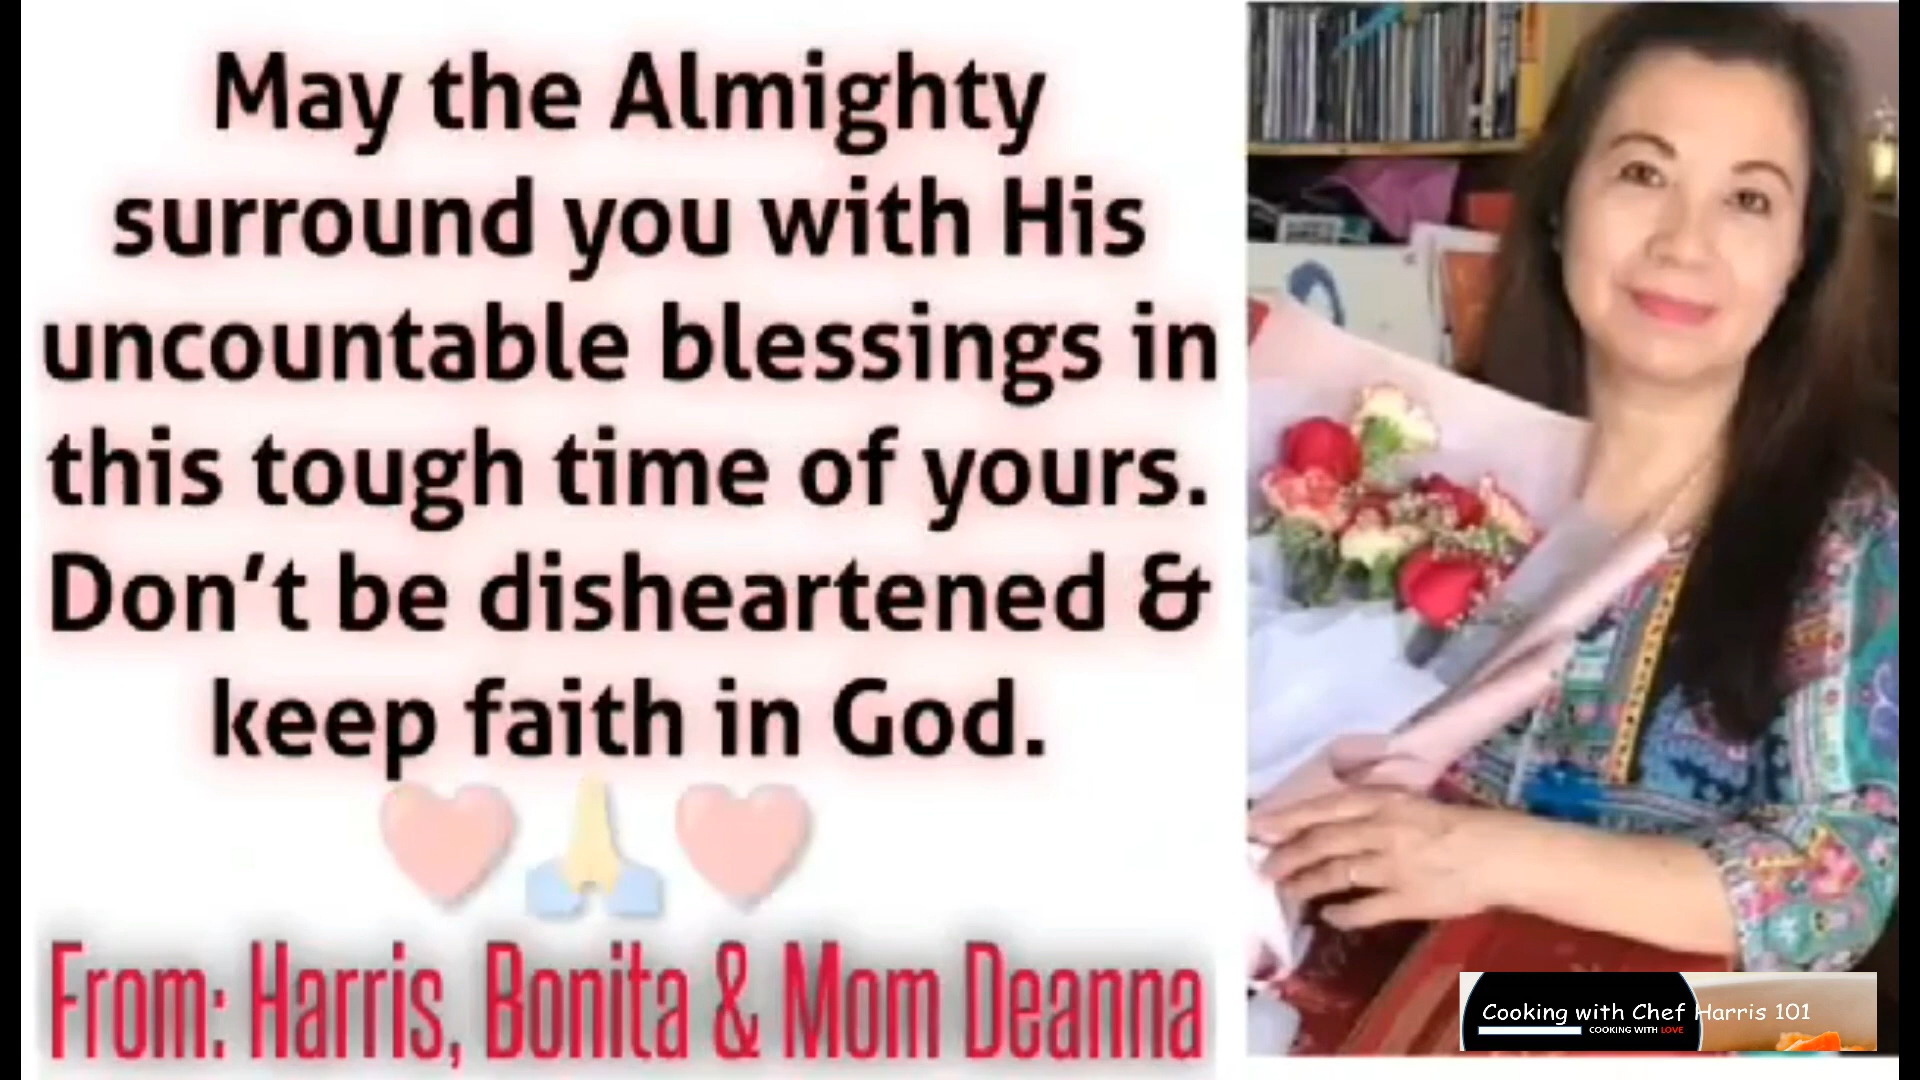 May the Almighty
surround you with His
uncountable blessings in
this tough time of yours.
Don’t be disheartened &
keep faith in God.
From: Harris, Bonita & Mom Deanna
Cooking with Chef Harris 101
COOKING WITH LOVE